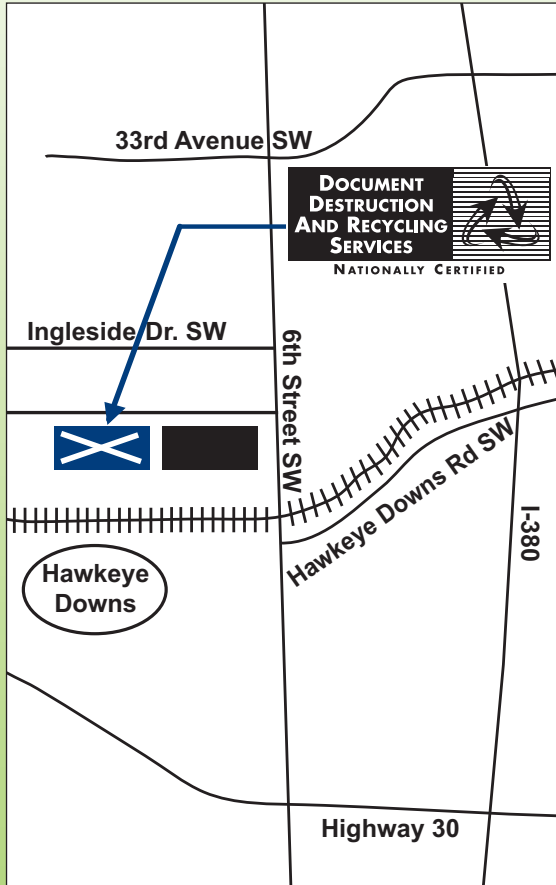 33rd Avenue SW
DOCUMENT
DESTRUCTION
AND RECYCLING
SERVICES
NATIONALLY CERTIFIED
Ingleside Dr. SW
6th Street SW
Hawkeye Downs Rd SW
I-380
Hawkeye
Downs
Highway 30